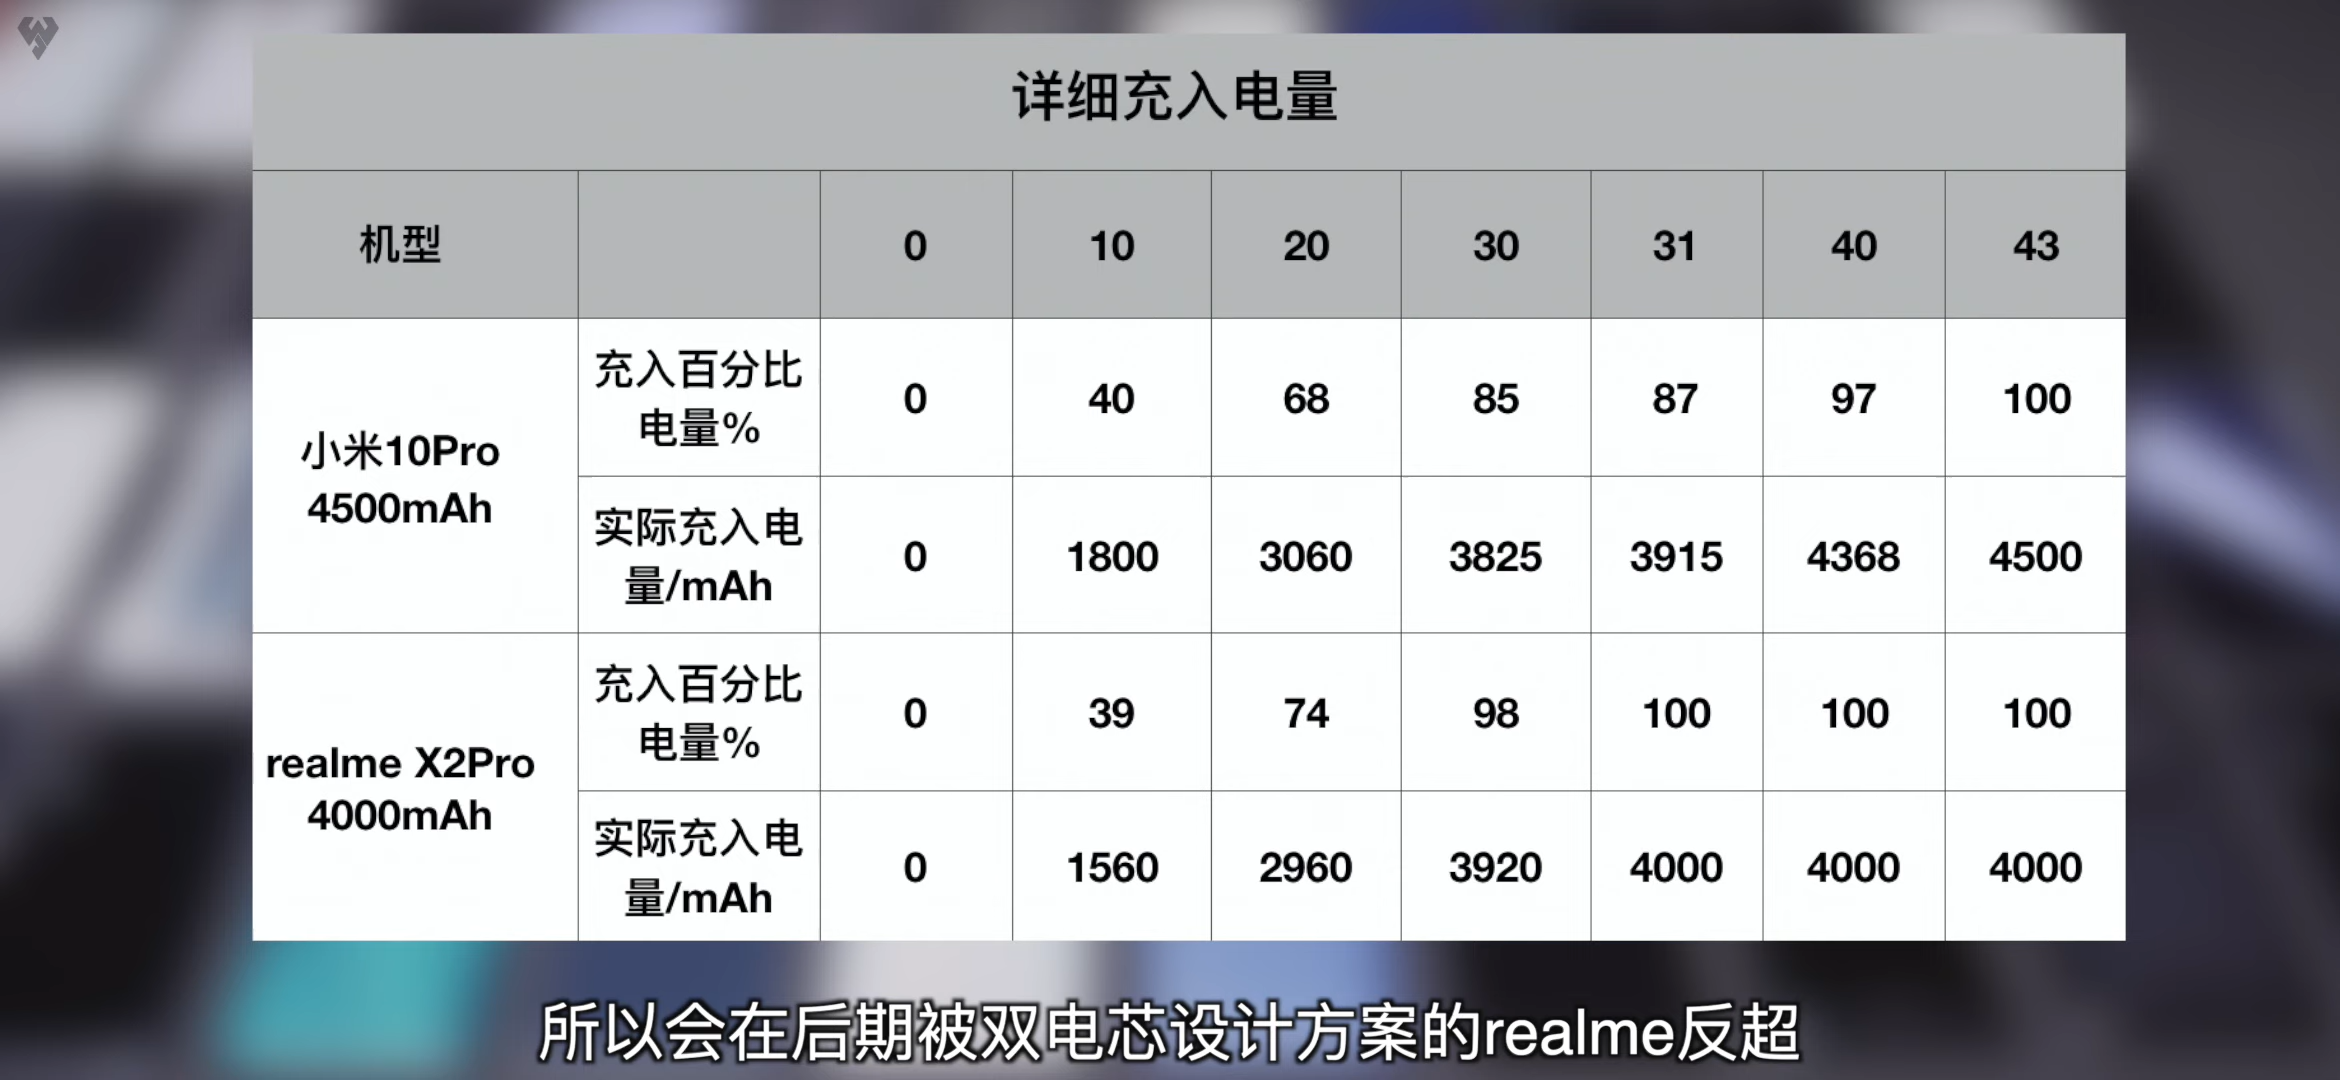 详细充入电量
机型 0 10 20 30 31 40 43
小米10Pro
4500mAh
充入百分比
电量% 0 40 68 85 87 97 100
实际充入电
量/mAh 0 1800 3060 3825 3915 4368 4500
realme X2Pro
4000mAh
充入百分比
电量% 0 39 74 98 100 100 100
实际充入电
量/mAh 0 1560 2960 3920 4000 4000 4000
所以会在后期被双电芯设计方案的realme反超